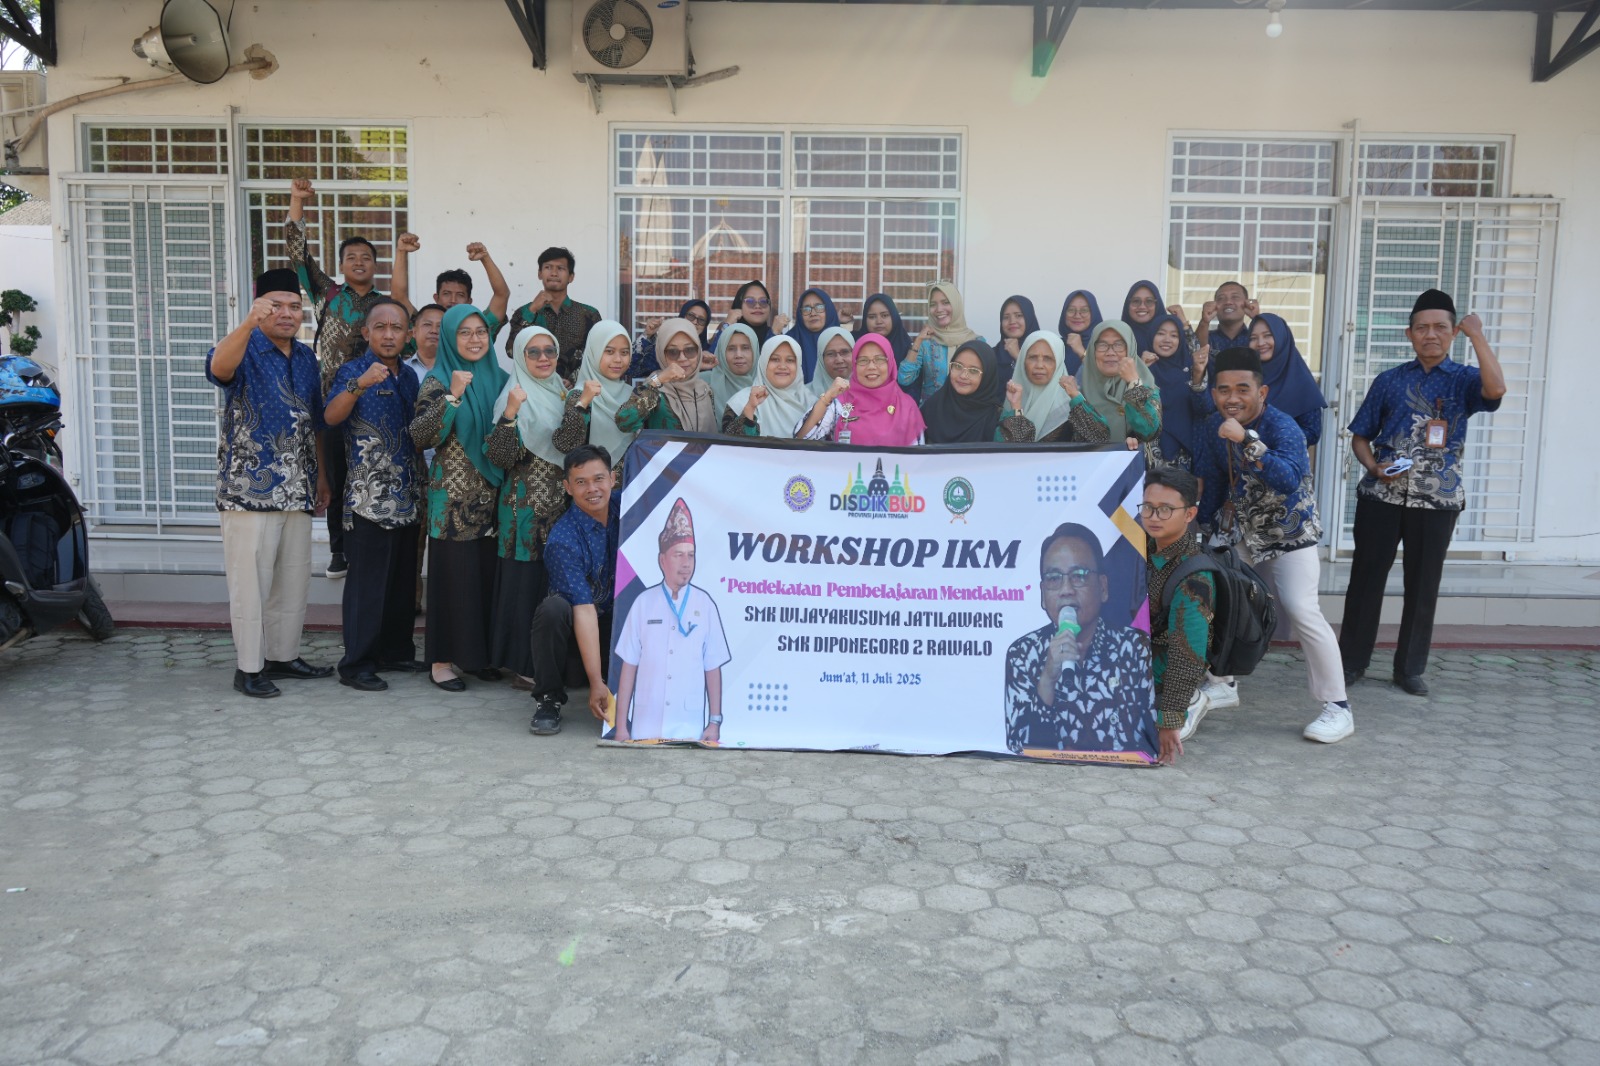 SAMSUNG
DISDIKBUD
PROVINSI JAWA TENGAH
WORKSHOP IKM
"Pendekatan Pembelajaran Mendalam"
SMK WIJAYAKUSUMA JATILAWANG
SMK DIPONEGORO 2 RAWALO
Jum'at, 11 Juli 2025